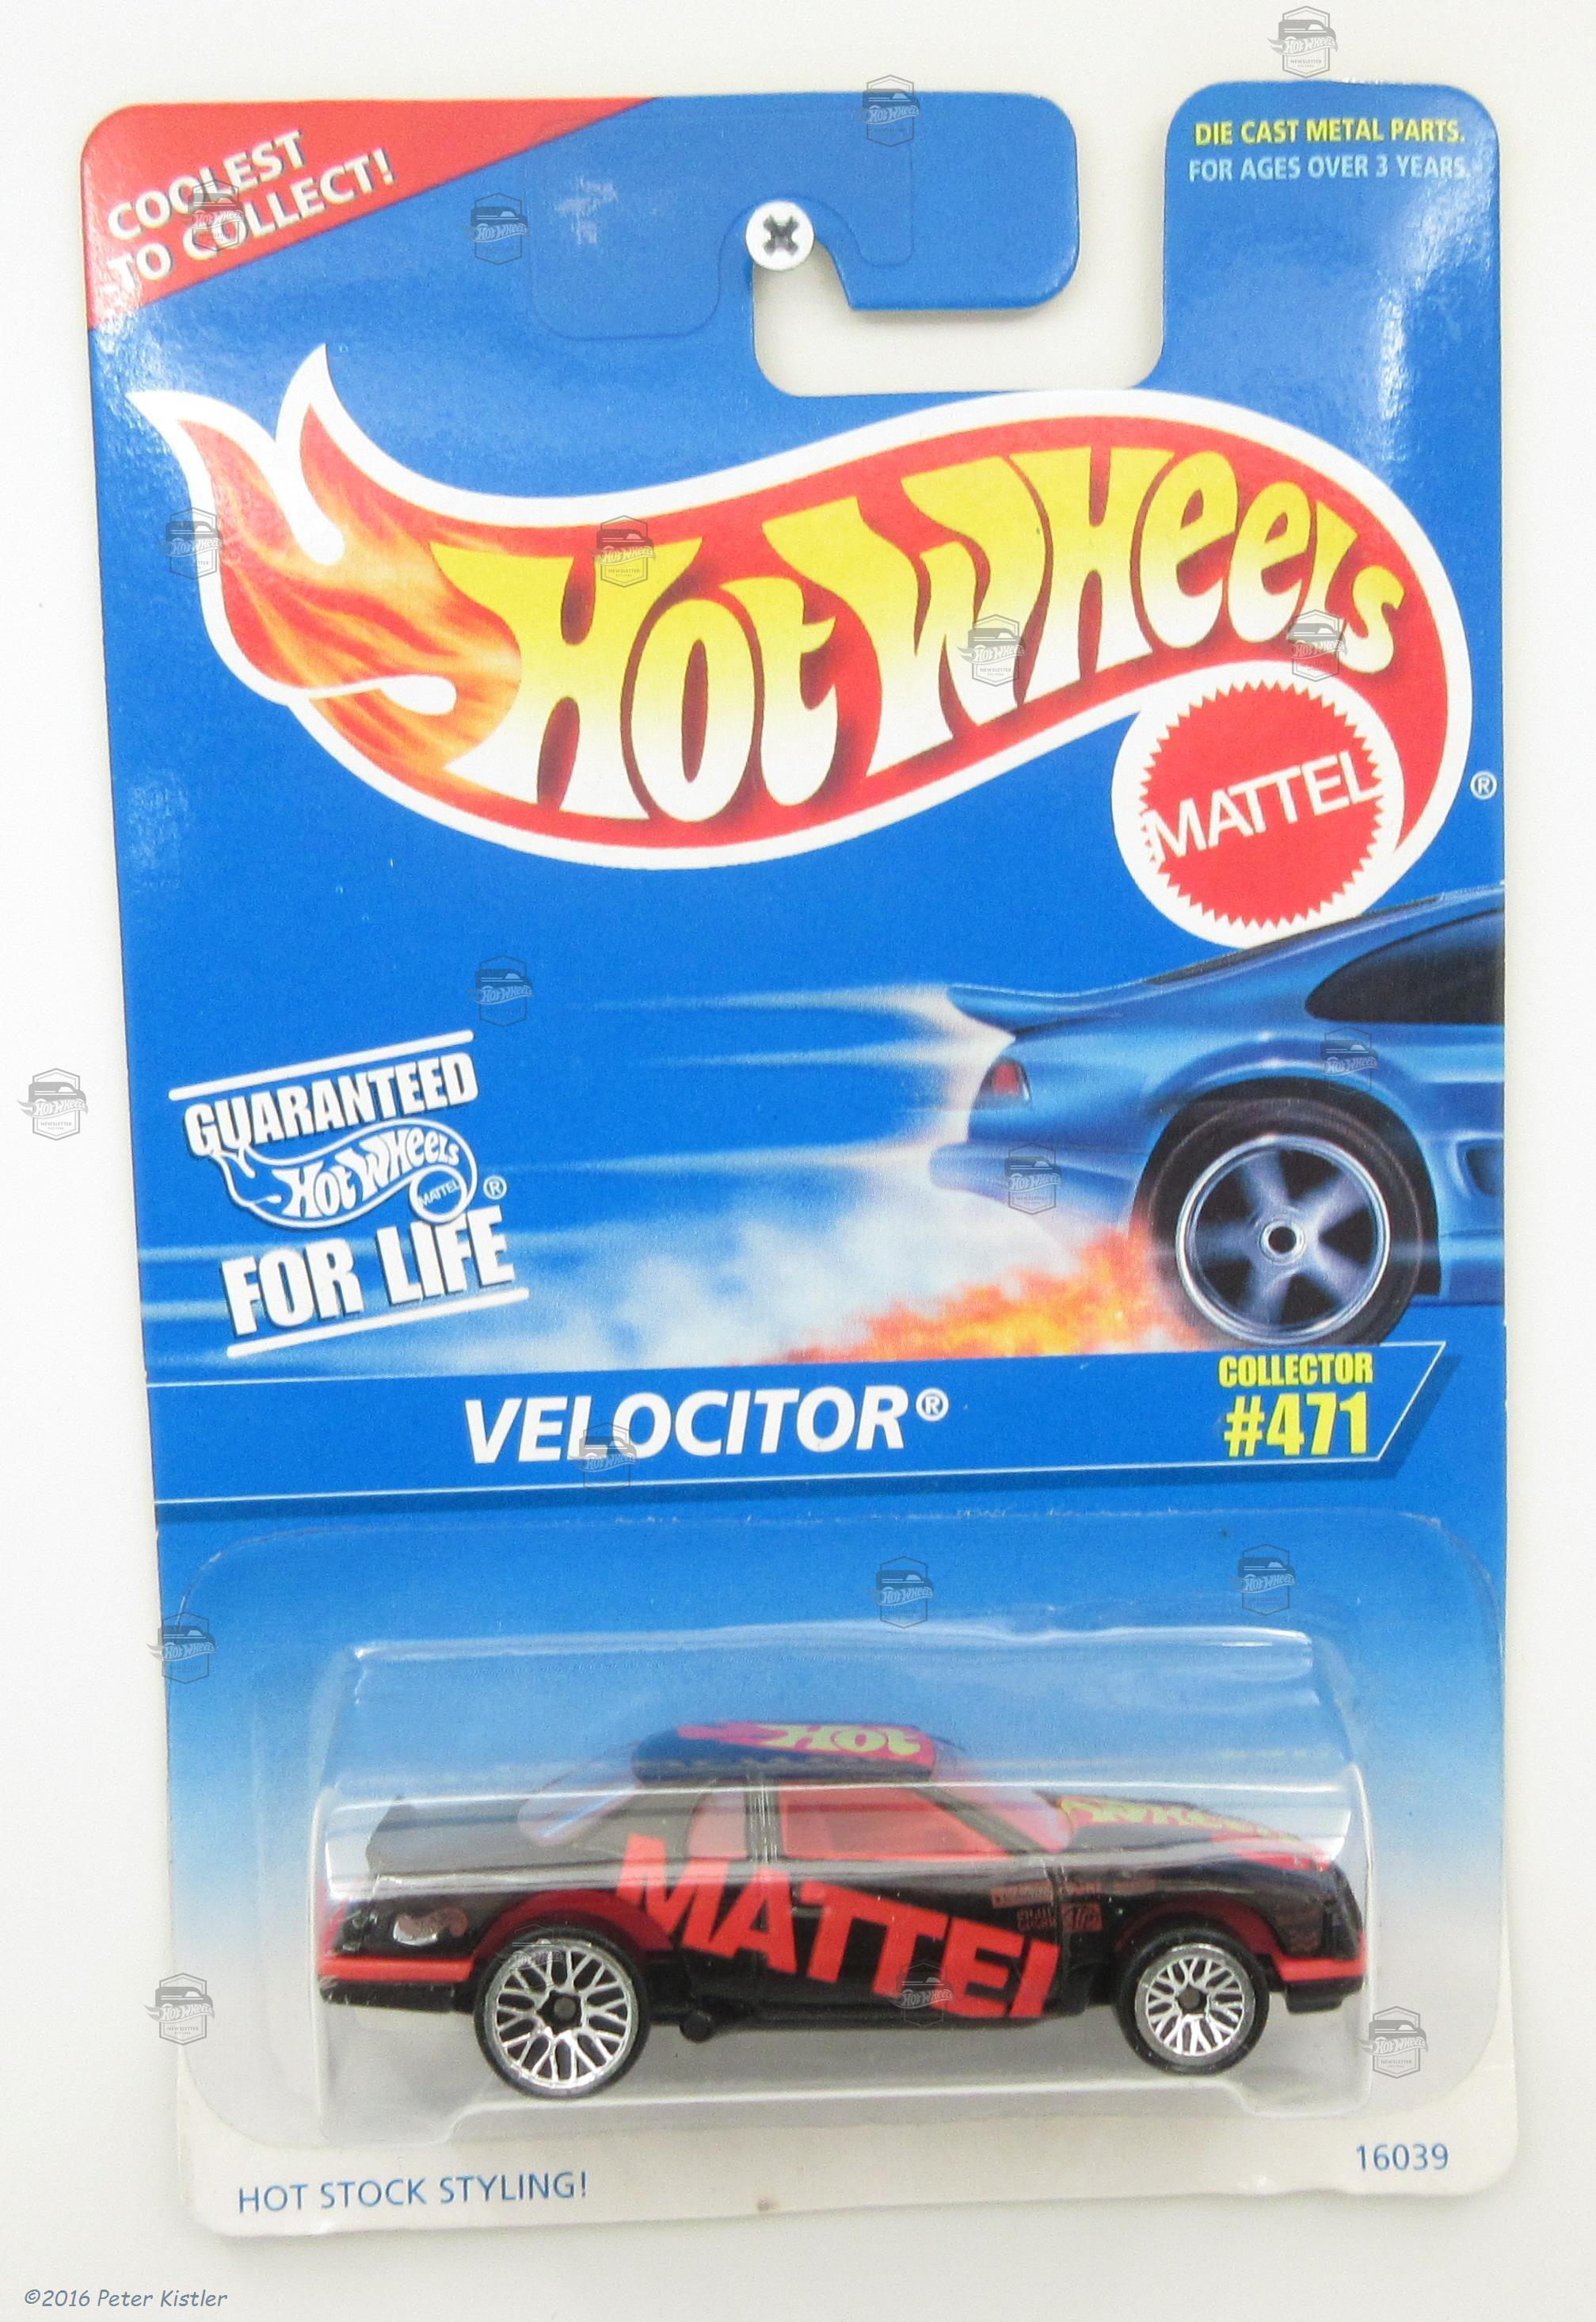 COOLEST
TO COLLECT!
DIE CAST METAL PARTS.
FOR AGES OVER 3 YEARS.
Hot Wheels
MATTEL
®
GUARANTEED
Hot Wheels
MATTEL
®
FOR LIFE
VELOCITOR®
COLLECTOR
#471
HOT
MATTEL
HOT STOCK STYLING!
16039
©2016 Peter Kistler